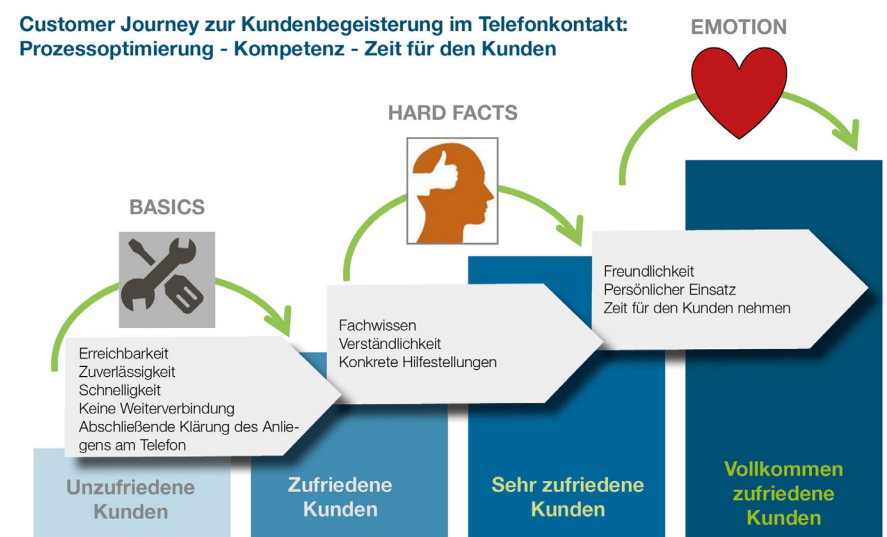 Customer Journey zur Kundenbegeisterung im Telefonkontakt:
Prozessoptimierung - Kompetenz - Zeit für den Kunden
EMOTION
HARD FACTS
BASICS
Freundlichkeit
Persönlicher Einsatz
Zeit für den Kunden nehmen
Fachwissen
Verständlichkeit
Konkrete Hilfestellungen
Erreichbarkeit
Zuverlässigkeit
Schnelligkeit
Keine Weiterverbindung
Abschließende Klärung des Anlie-
gens am Telefon
Unzufriedene
Kunden
Zufriedene
Kunden
Sehr zufriedene
Kunden
Vollkommen
zufriedene
Kunden